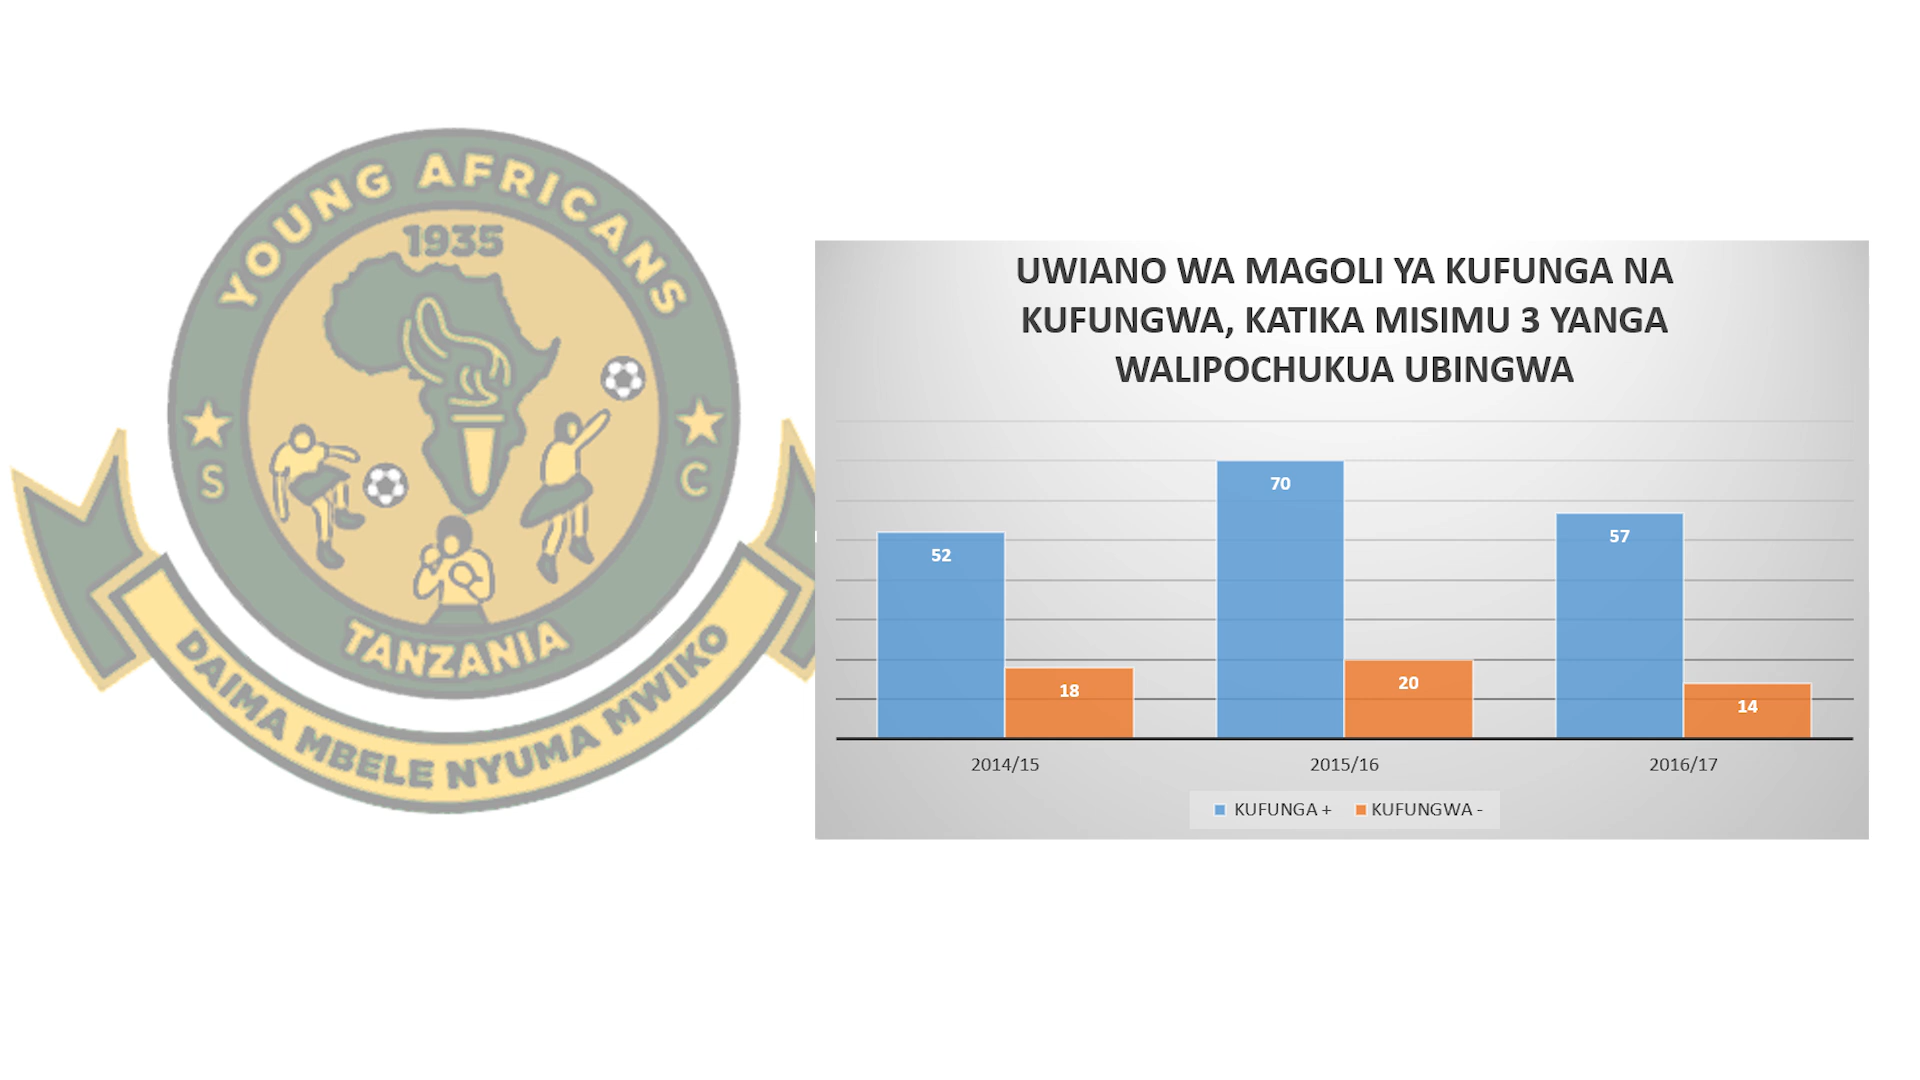 YOUNG AFRICANS
1935
S C
TANZANIA
DAIMA MBELE NYUMA MWIKO
UWIANO WA MAGOLI YA KUFUNGA NA
KUFUNGWA, KATIKA MISIMU 3 YANGA
WALIPOCHUKUA UBINGWA
52
18
70
20
57
14
2014/15 2015/16 2016/17
KUFUNGA + KUFUNGWA -